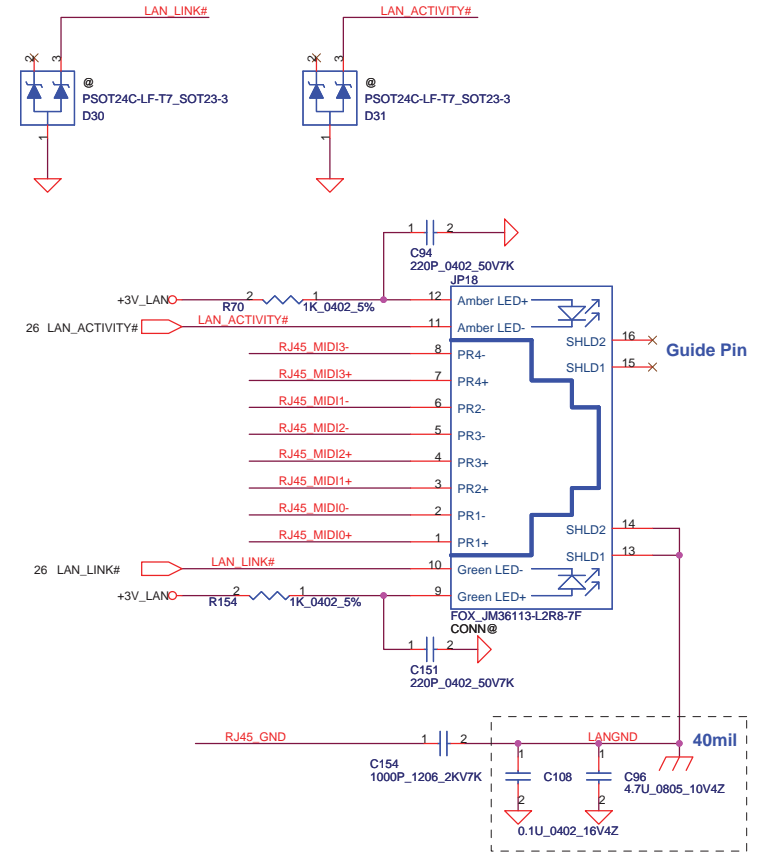 LAN_LINK#
LAN_ACTIVITY#
2
3
2
3
@
PSOT24C-LF-T7_SOT23-3
D30
@
PSOT24C-LF-T7_SOT23-3
D31
1
1
1
2
C94
220P_0402_50V7K
JP18
+3V_LAN
2
1
R70
1K_0402_5%
12
Amber LED+
26 LAN_ACTIVITY#
LAN_ACTIVITY#
11
Amber LED-
RJ45_MIDI3-
8
PR4-
SHLD2
16
Guide Pin
RJ45_MIDI3+
7
PR4+
SHLD1
15
RJ45_MIDI1-
6
PR2-
RJ45_MIDI2-
5
PR3-
RJ45_MIDI2+
4
PR3+
RJ45_MIDI1+
3
PR2+
RJ45_MIDI0-
2
PR1-
SHLD2
14
RJ45_MIDI0+
1
PR1+
SHLD1
13
26 LAN_LINK#
LAN_LINK#
10
Green LED-
+3V_LAN
2
1
R154
1K_0402_5%
9
Green LED+
FOX_JM36113-L2R8-7F
CONN@
1
2
C151
220P_0402_50V7K
RJ45_GND
1
2
LANGND
40mil
C154
1000P_1206_2KV7K
1
C108
2
0.1U_0402_16V4Z
1
C96
4.7U_0805_10V4Z
2